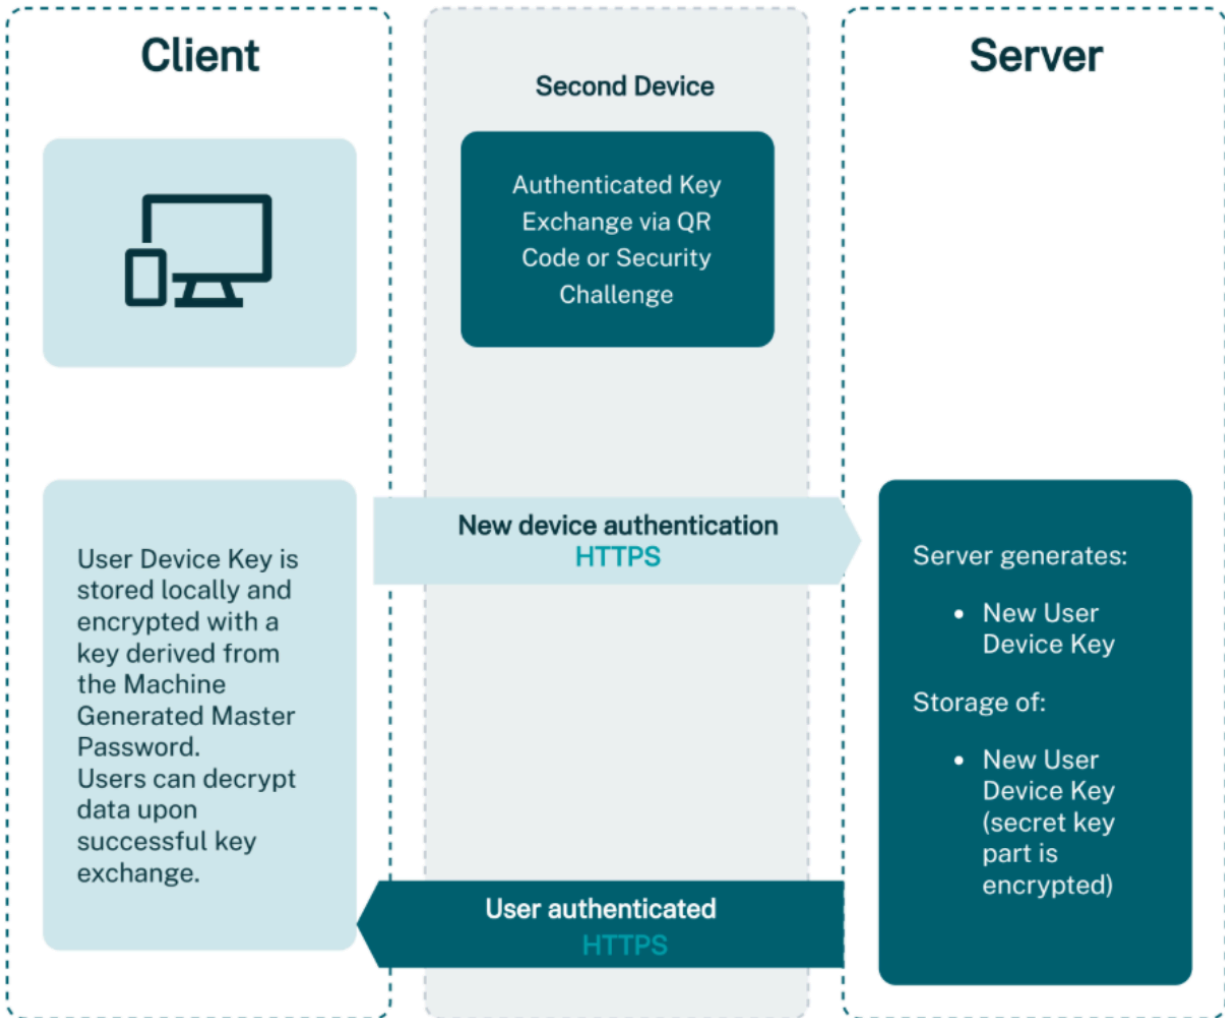 Client
Second Device
Server
Authenticated Key
Exchange via QR
Code or Security
Challenge
New device authentication
HTTPS
User Device Key is
stored locally and
encrypted with a
key derived from
the Machine
Generated Master
Password.
Users can decrypt
data upon
successful key
exchange.
Server generates:
• New User
Device Key
Storage of:
• New User
Device Key
(secret key
part is
encrypted)
User authenticated
HTTPS